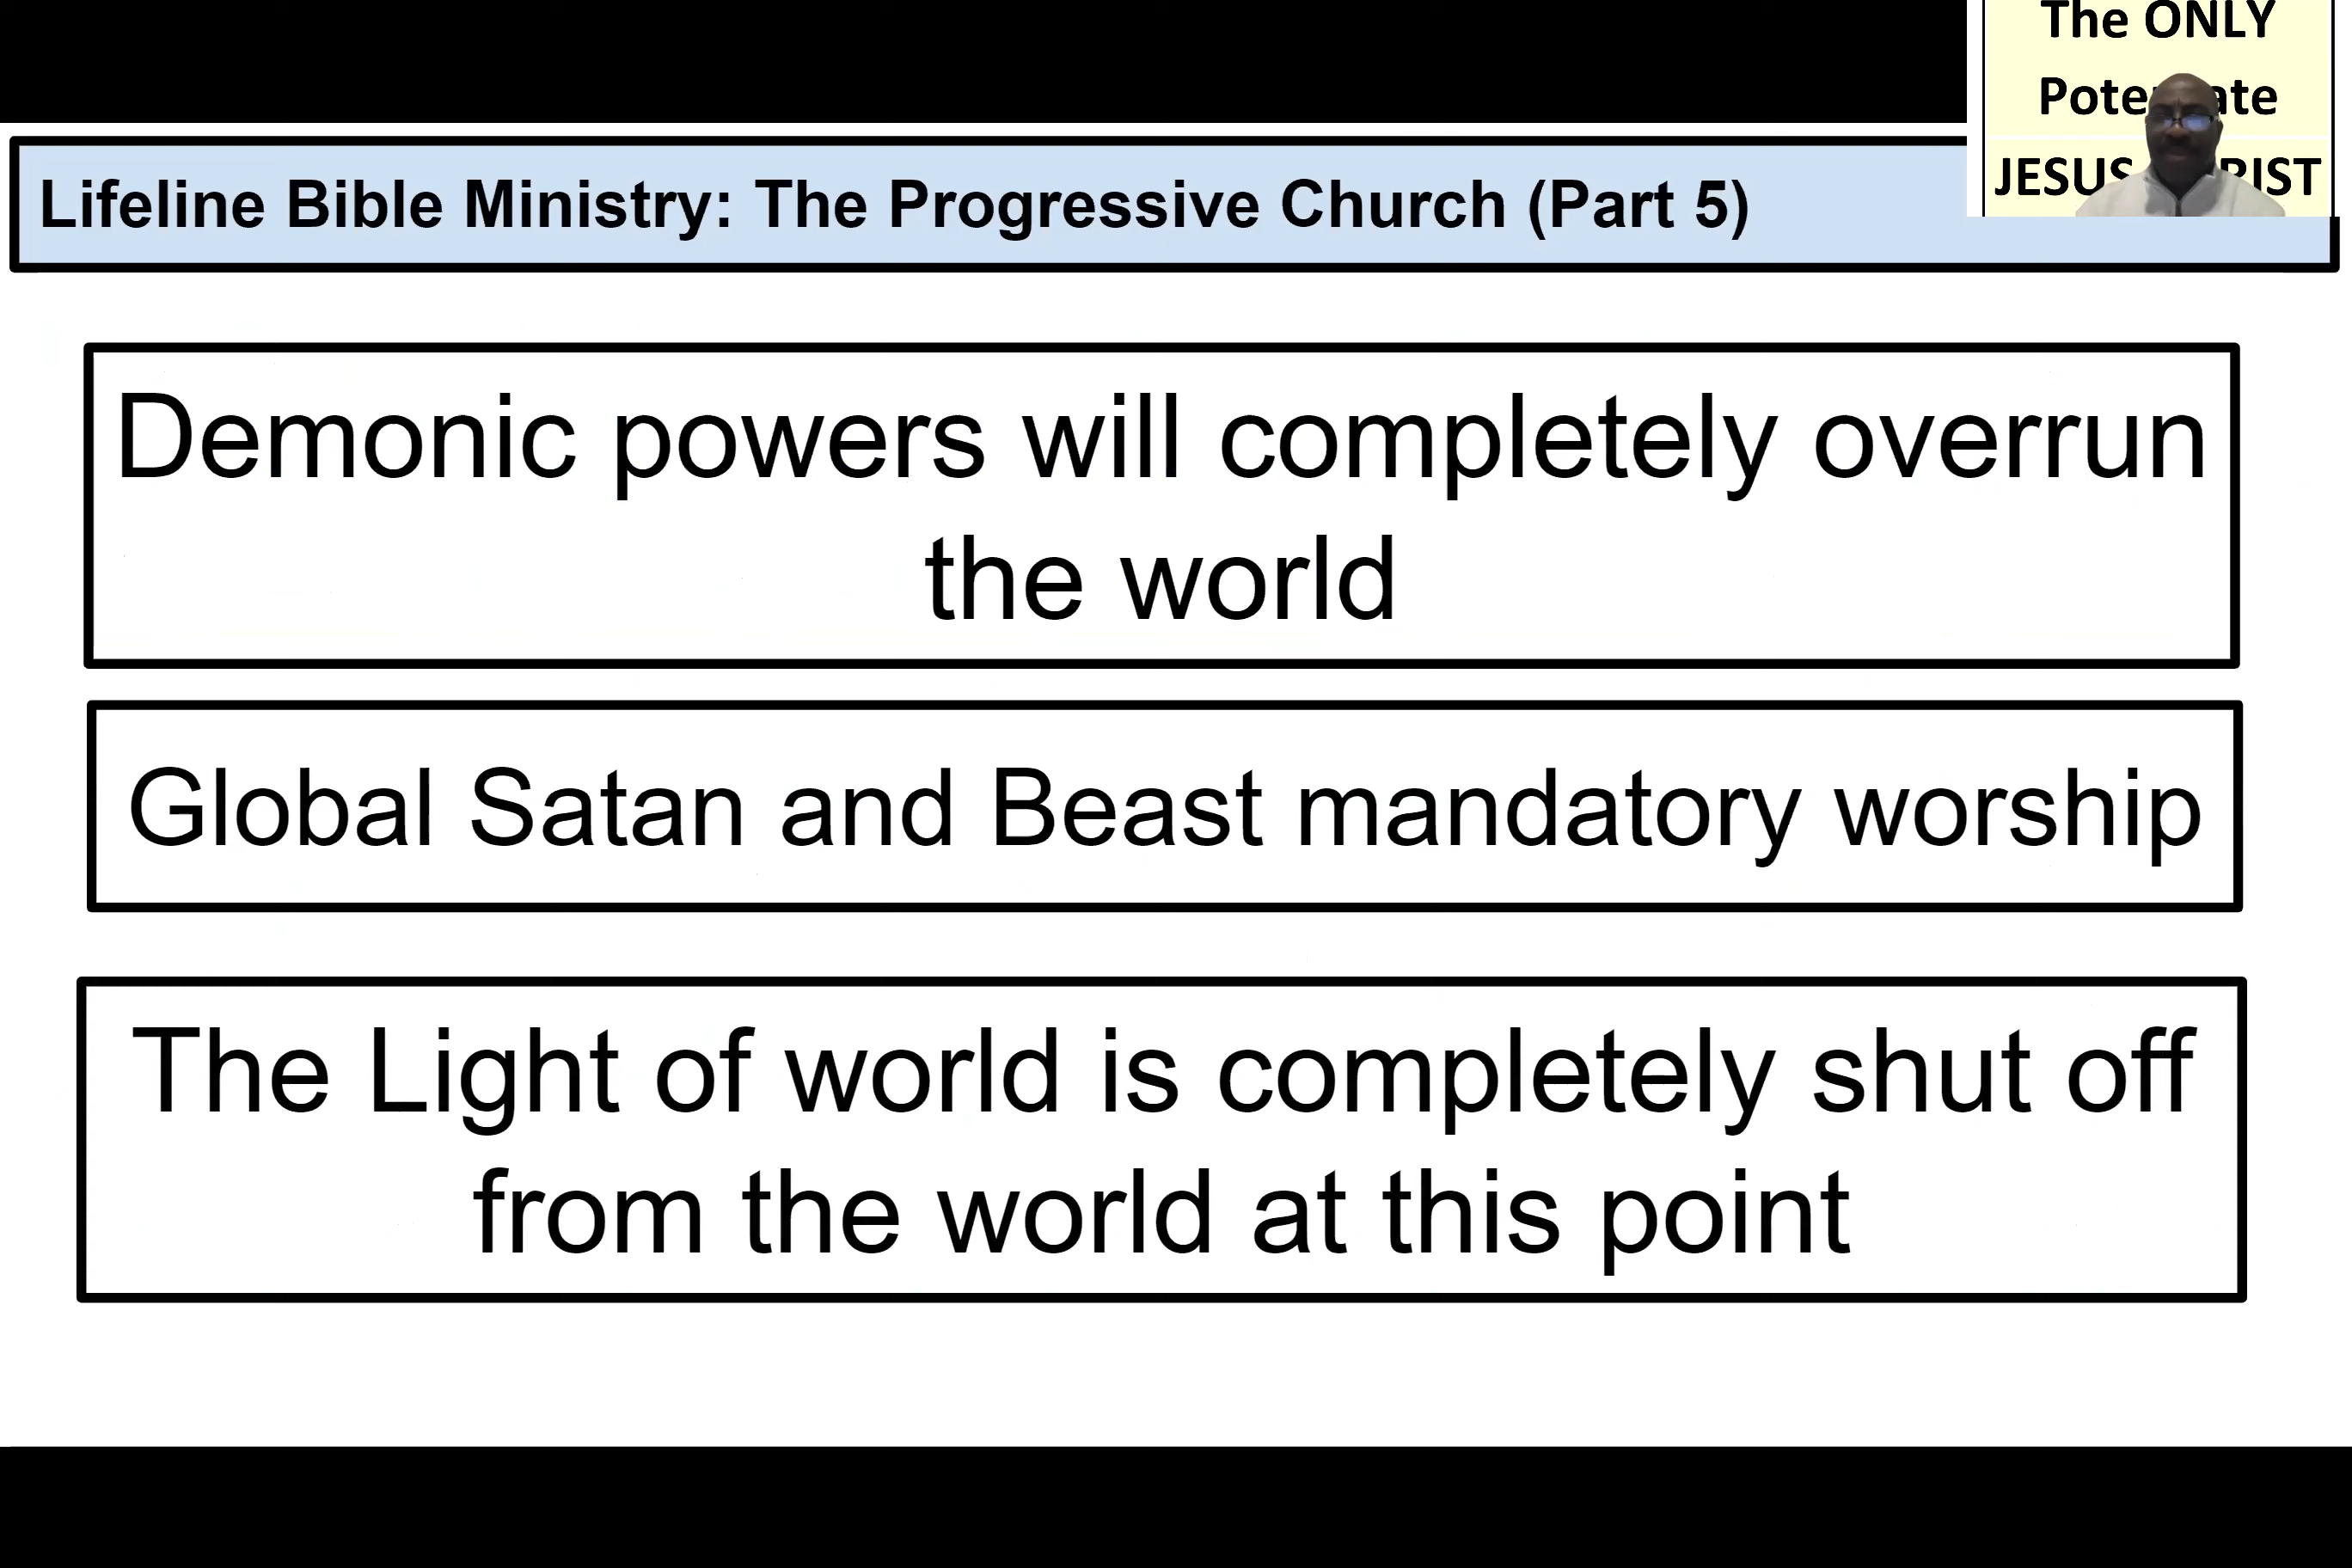 The ONLY
JESUS
Lifeline Bible Ministry: The Progressive Church (Part 5)
Demonic powers will completely overrun
the world
Global Satan and Beast mandatory worship
The Light of world is completely shut off
from the world at this point